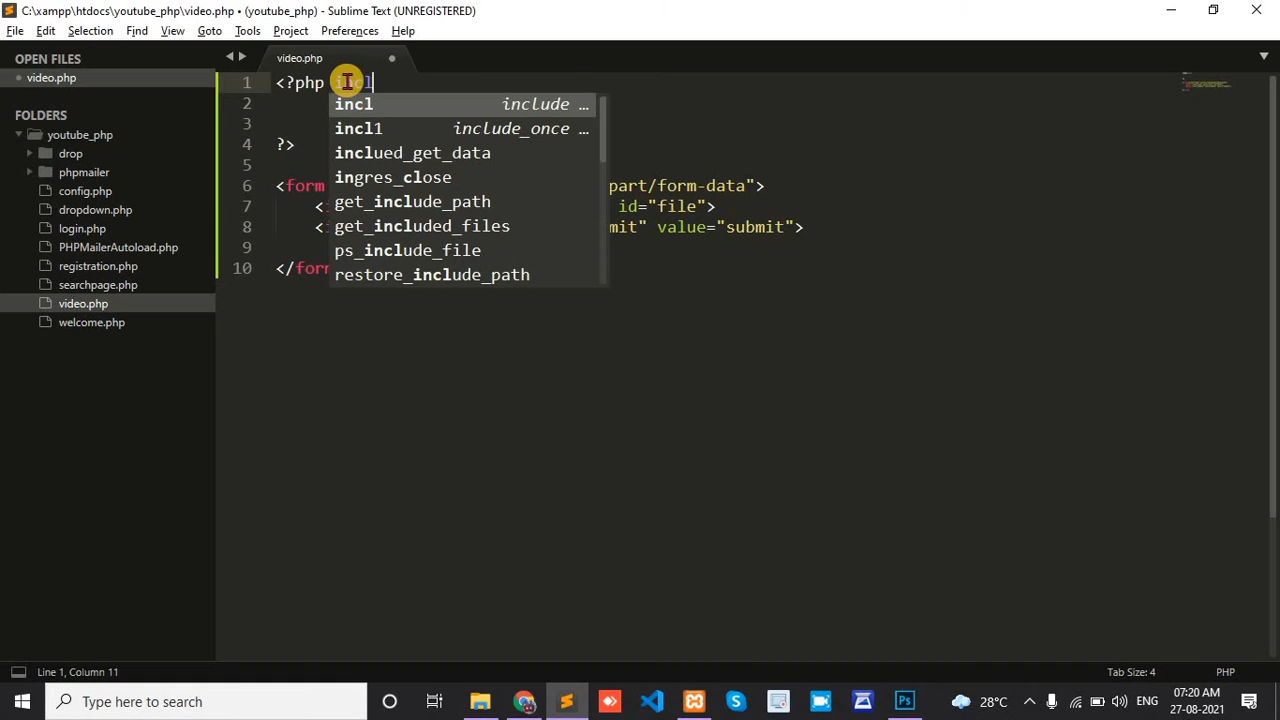 C:\xampp\htdocs\youtube_php\video.php • (youtube_php) - Sublime Text (UNREGISTERED)
File Edit Selection Find View Goto Tools Project Preferences Help
OPEN FILES
video.php
FOLDERS
youtube_php
drop
phpmailer
config.php
dropdown.php
login.php
PHPMailerAutoload.php
registration.php
searchpage.php
video.php
welcome.php
video.php
1 <?php incl
2
3
4 ?>
5
6 <form part/form-data">
7 <i id="file">
8 <i mit" value="submit">
9
10 </form
incl include …
incl1 include_once …
inclued_get_data
ingres_close
get_include_path
get_included_files
ps_include_file
restore_include_path
Line 1, Column 11
Tab Size: 4 PHP
Type here to search
28°C
ENG
07:20 AM
27-08-2021